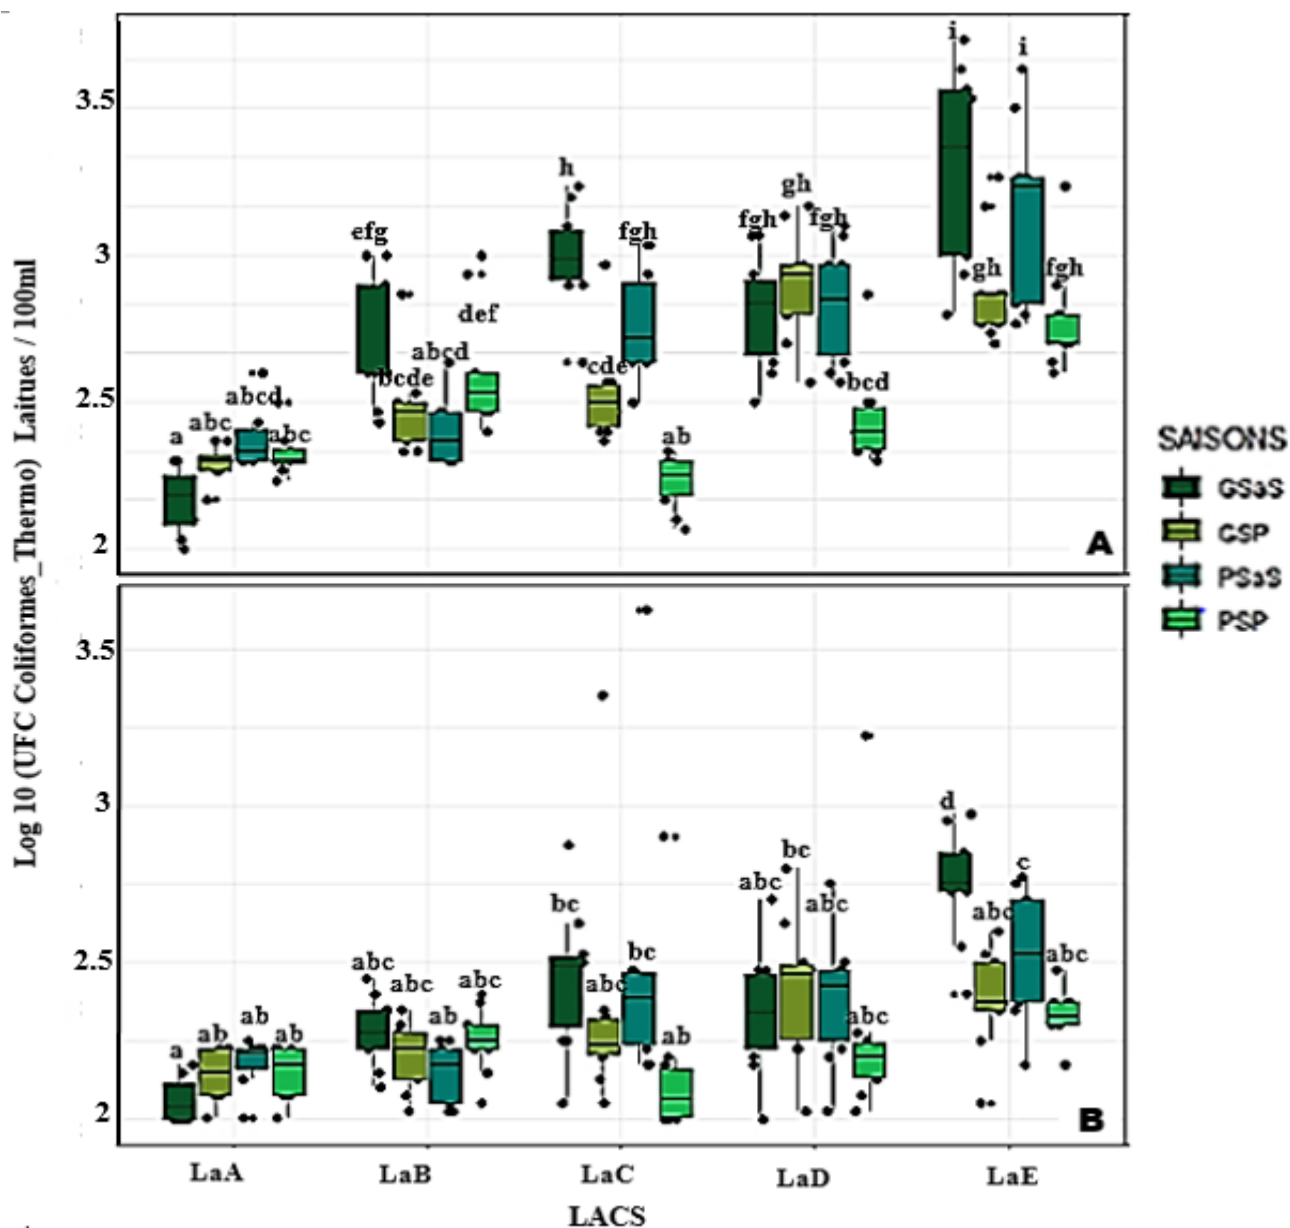 Log 10 (UFC Coliformes_Thermo) Laitues / 100ml
3.5
3
2.5
2
i
i
h
gh
efg
fgh
fgh
fgh
gh
fgh
def
abcd
bcde
cde
bcd
abcd
abc
a
abc
ab
A
3.5
3
2.5
2
d
bc
c
abc
bc
abc
abc
abc
bc
abc
abc
abc
abc
ab
ab
ab
ab
ab
a
abc
B
LaA LaB LaC LaD LaE
LACS
SAISONS
GSaS
GSP
PSaS
PSP